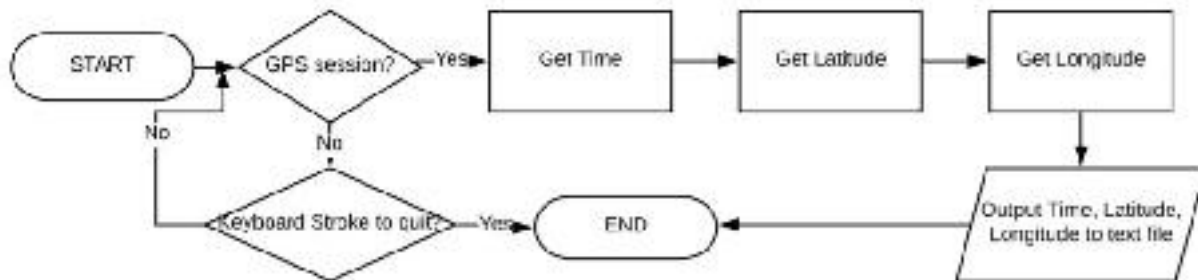 START
GPS session?
Yes
Get Time
Get Latitude
Get Longitude
No
No
Keyboard Stroke to quit?
Yes
END
Output Time, Latitude,
Longitude to text file